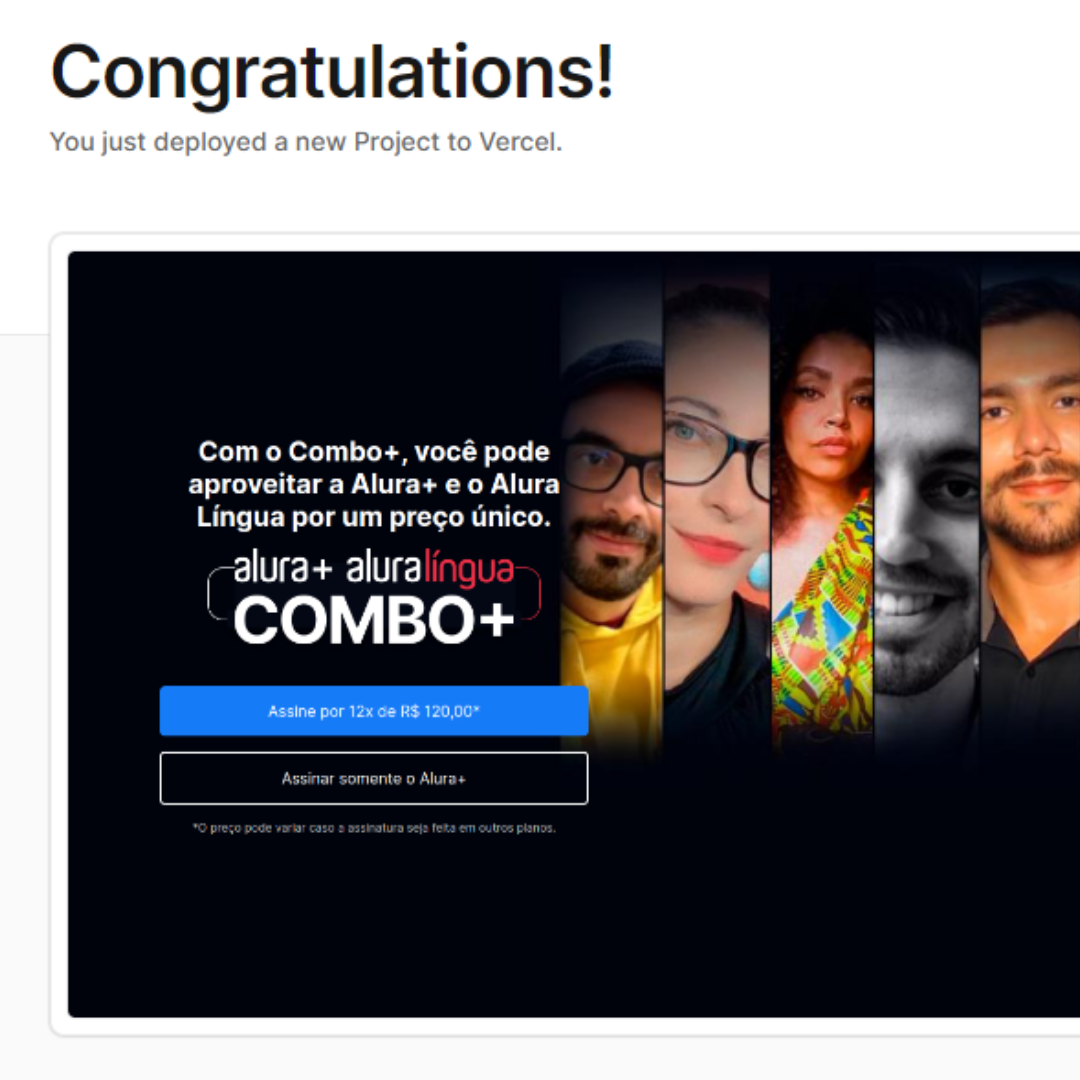 Congratulations!
You just deployed a new Project to Vercel.
Com o Combo+, você pode
aproveitar a Alura+ e o Alura
Língua por um preço único.
alura+ aluralíngua
COMBO+
Assine por 12x de R$ 120,00*
Assinar somente o Alura+
*O preço pode variar caso a assinatura seja feita em outros planos.